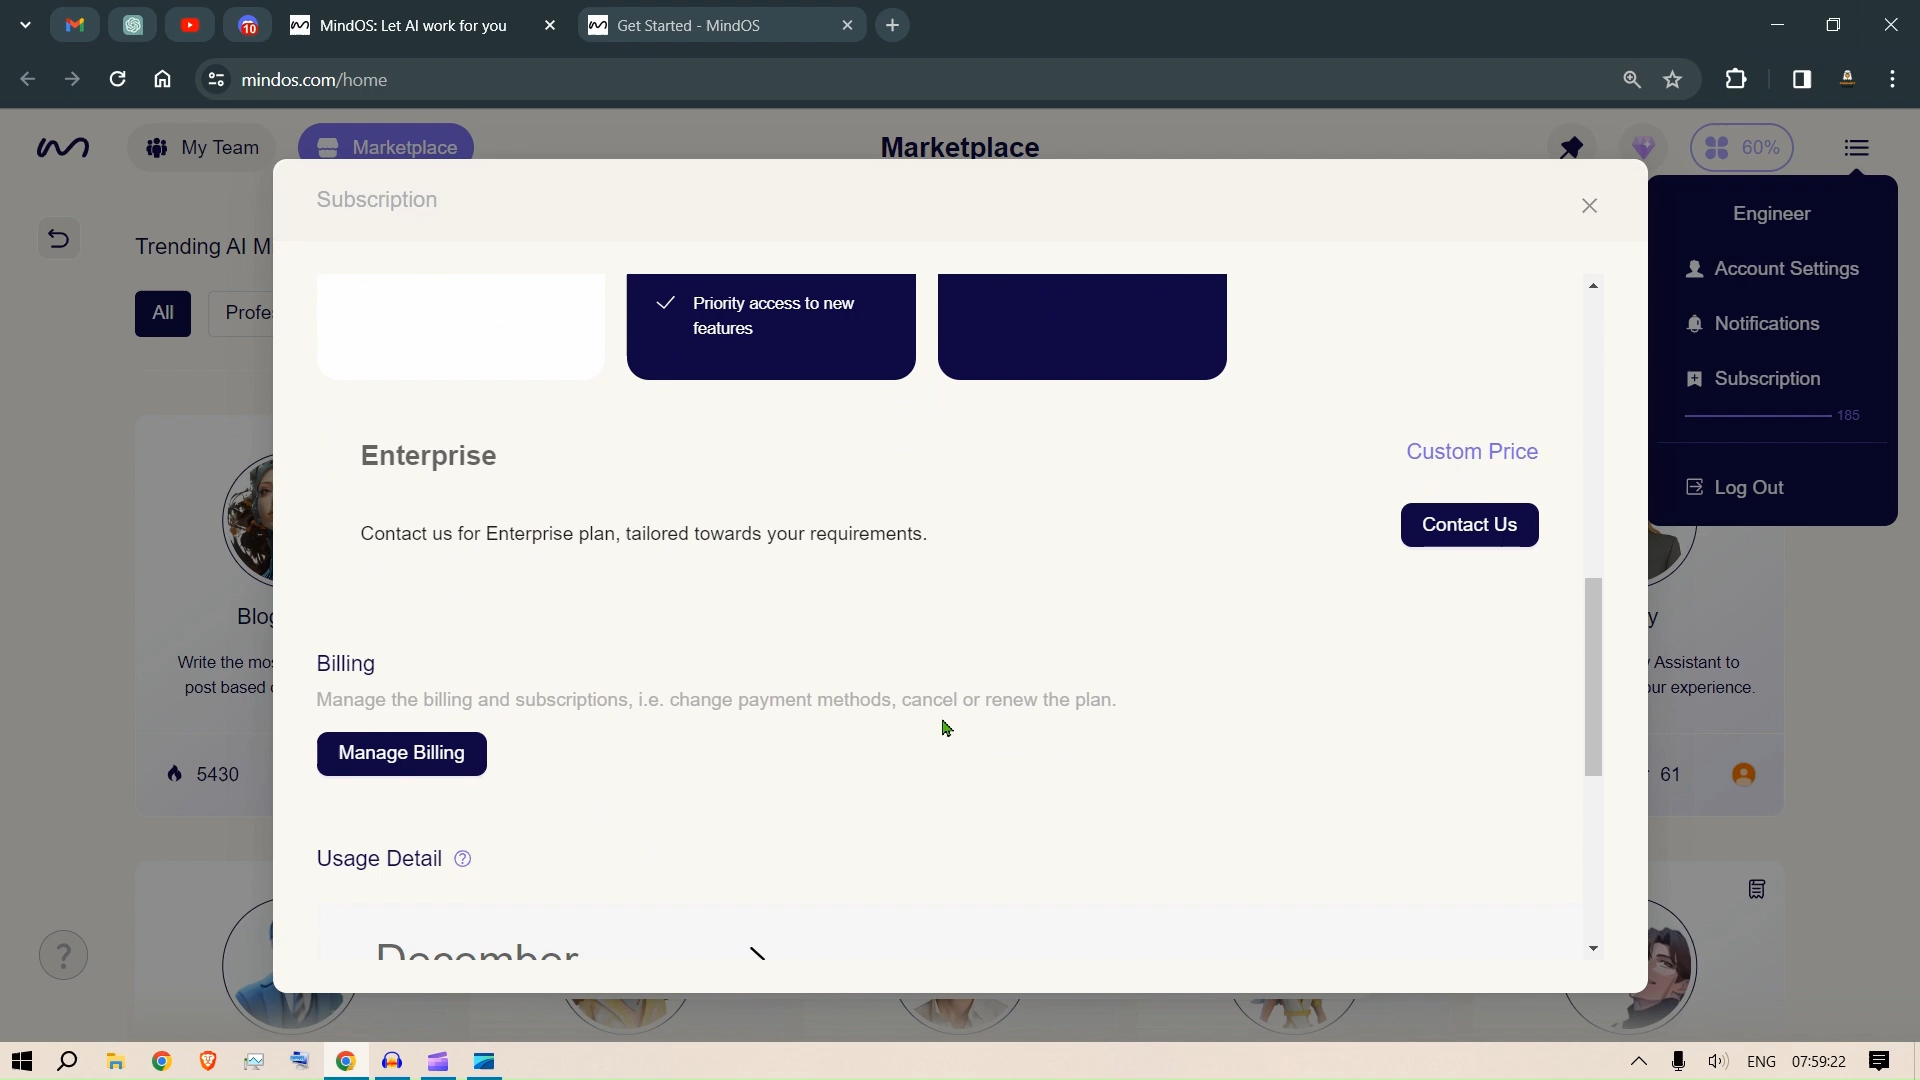 10
MindOS: Let AI work for you
Get Started - MindOS
mindos.com/home
My Team
Marketplace
Marketplace
60%
Subscription
Engineer
Account Settings
Notifications
Subscription
185
Log Out
Trending AI M
All
Profe
Priority access to new
features
Enterprise
Custom Price
Contact us for Enterprise plan, tailored towards your requirements.
Contact Us
Blog
y
Write the mo
post based
Assistant to
ur experience.
Billing
Manage the billing and subscriptions, i.e. change payment methods, cancel or renew the plan.
Manage Billing
5430
61
Usage Detail ?
December
?
ENG
07:59:22